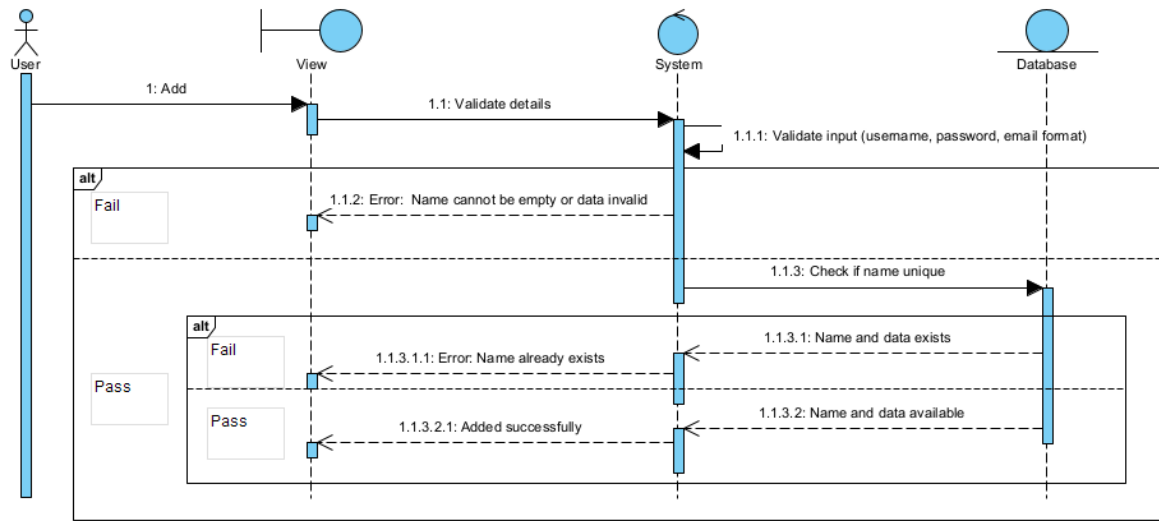 User
View
System
Database
1: Add
1.1: Validate details
1.1.1: Validate input (username, password, email format)
alt
Fail
1.1.2: Error:  Name cannot be empty or data invalid
1.1.3: Check if name unique
Pass
alt
Fail
1.1.3.1: Name and data exists
1.1.3.1.1: Error: Name already exists
Pass
1.1.3.2: Name and data available
1.1.3.2.1: Added successfully